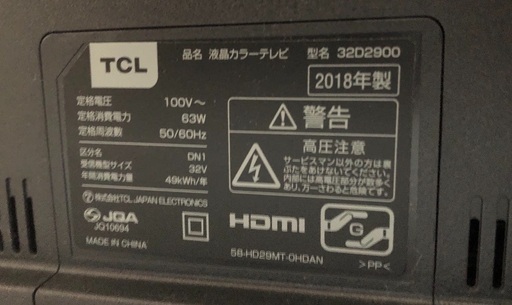 TCL
品名 液晶カラーテレビ 型名 32D2900
2018年製
定格電圧 100V～
定格消費電力 63W
定格周波数 50/60Hz
区分名 DN1
受信機型サイズ 32V
年間消費電力量 49kWh/年
株式会社TCL JAPAN ELECTRONICS
JQA
JQ10694
MADE IN CHINA
警告
高圧注意
サービスマン以外の方は裏
ぶたをあけないでください。
内部には高電圧部分が数多く
あり、万一さわると危険です。
HDMI
G
58-HD29MT-0HDAN
>PP<